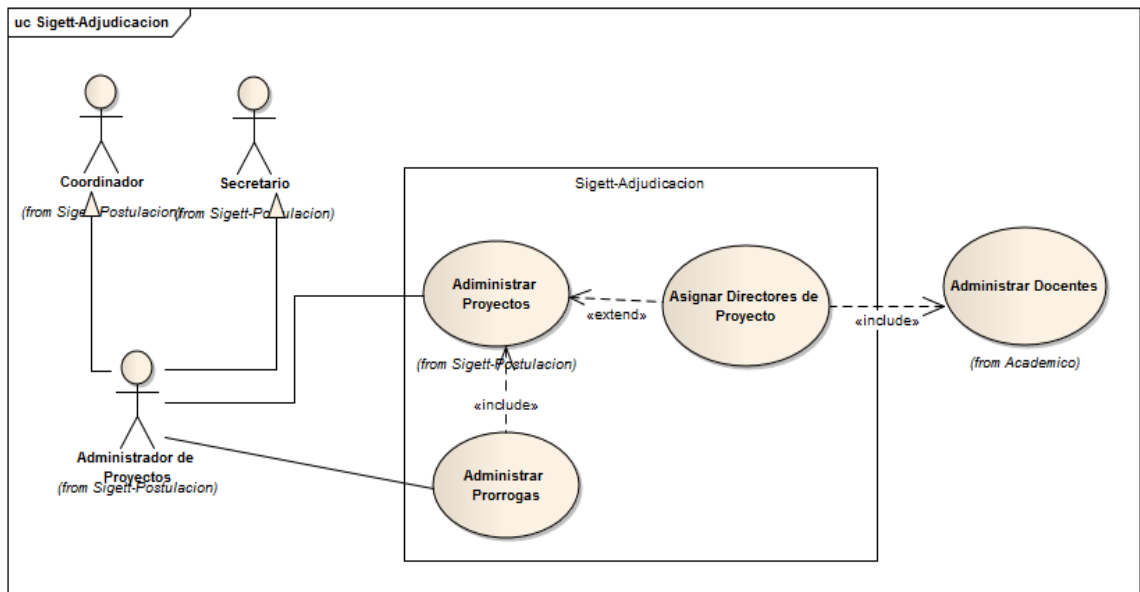 uc Sigett-Adjudicacion
Coordinador
(from Sigett-Postulacion)
Secretario
(from Sigett-Postulacion)
Sigett-Adjudicacion
Adiministrar
Proyectos
(from Sigett-Postulacion)
«extend»
Asignar Directores de
Proyecto
«include»
Administrar Docentes
(from Academico)
«include»
Administrador de
Proyectos
(from Sigett-Postulacion)
Administrar
Prorrogas